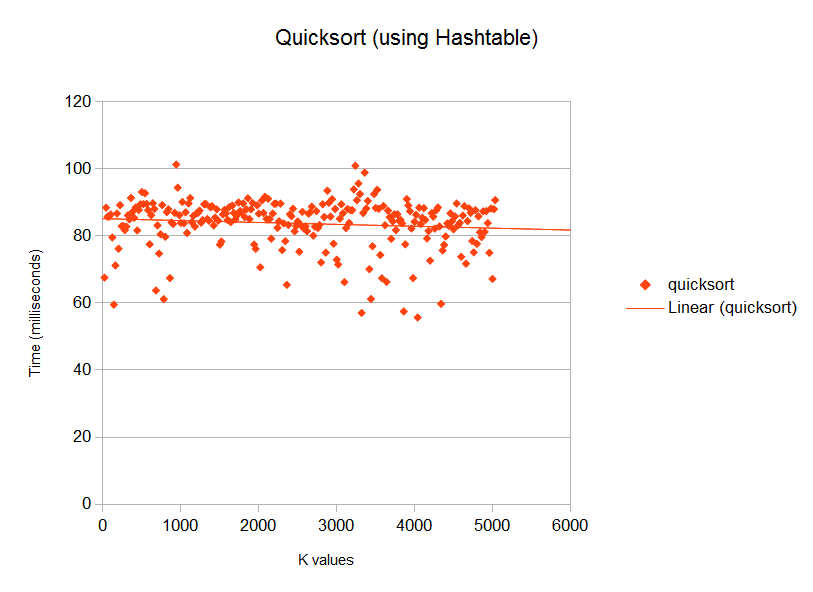 Quicksort (using Hashtable)
120
100
80
60
40
20
0
0 1000 2000 3000 4000 5000 6000
Time (milliseconds)
K values
quicksort
Linear (quicksort)